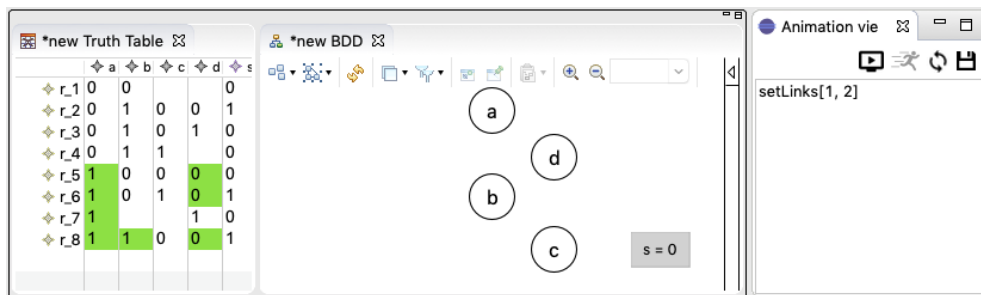 *new Truth Table
a b c d s
r_1 0 0 0
r_2 0 1 0 0 1
r_3 0 1 0 1 0
r_4 0 1 1 0
r_5 1 0 0 0 0
r_6 1 0 1 0 1
r_7 1 1 0
r_8 1 1 0 0 1
*new BDD
a
d
b
c
s = 0
Animation vie
setLinks[1, 2]